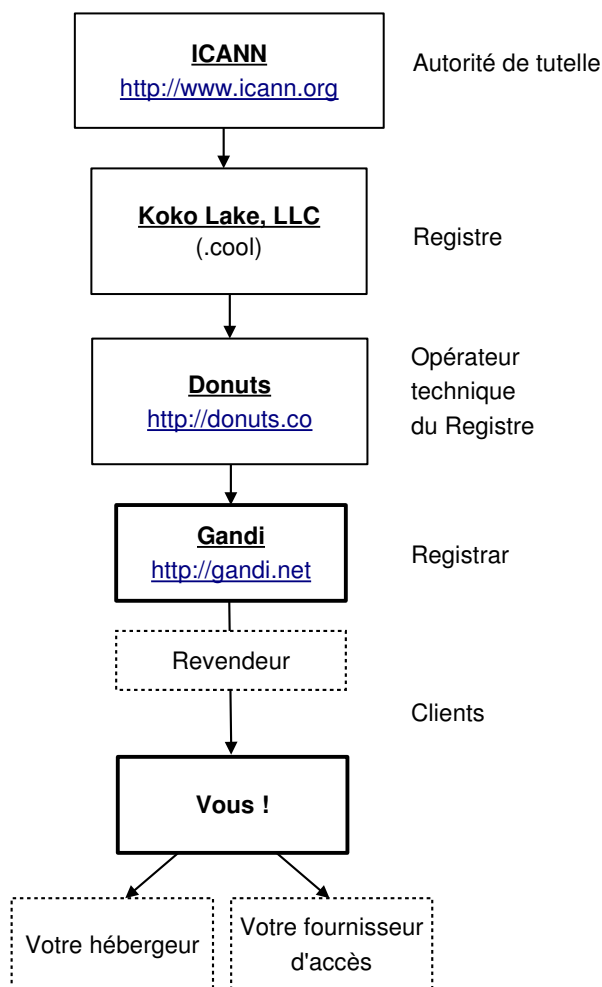 ICANN
http://www.icann.org
Autorité de tutelle
Koko Lake, LLC
(.cool)
Registre
Donuts
http://donuts.co
Opérateur
technique
du Registre
Gandi
http://gandi.net
Registrar
Revendeur
Clients
Vous !
Votre hébergeur
Votre fournisseur
d'accès